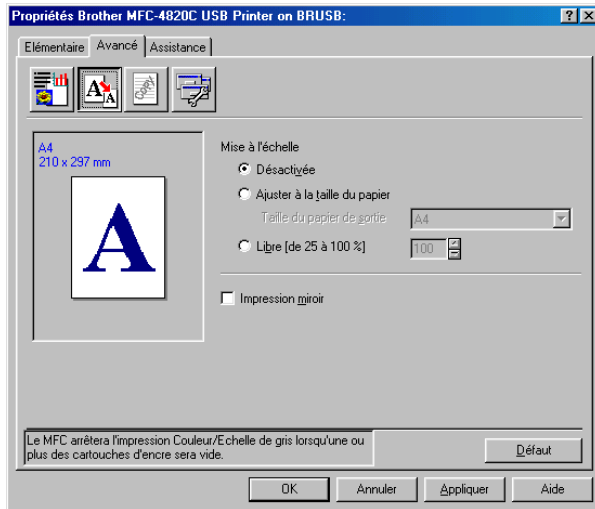 Propriétés Brother MFC-4820C USB Printer on BRUSB:
Elémentaire Avancé Assistance
A A Copy
A4
210 x 297 mm
A
Mise à l'échelle
Désactivée
Ajuster à la taille du papier
Taille du papier de sortie A4
Libre [de 25 à 100 %] 100
Impression miroir
Le MFC arrêtera l'impression Couleur/Echelle de gris lorsqu'une ou
plus des cartouches d'encre sera vide.
Défaut
OK Annuler Appliquer Aide